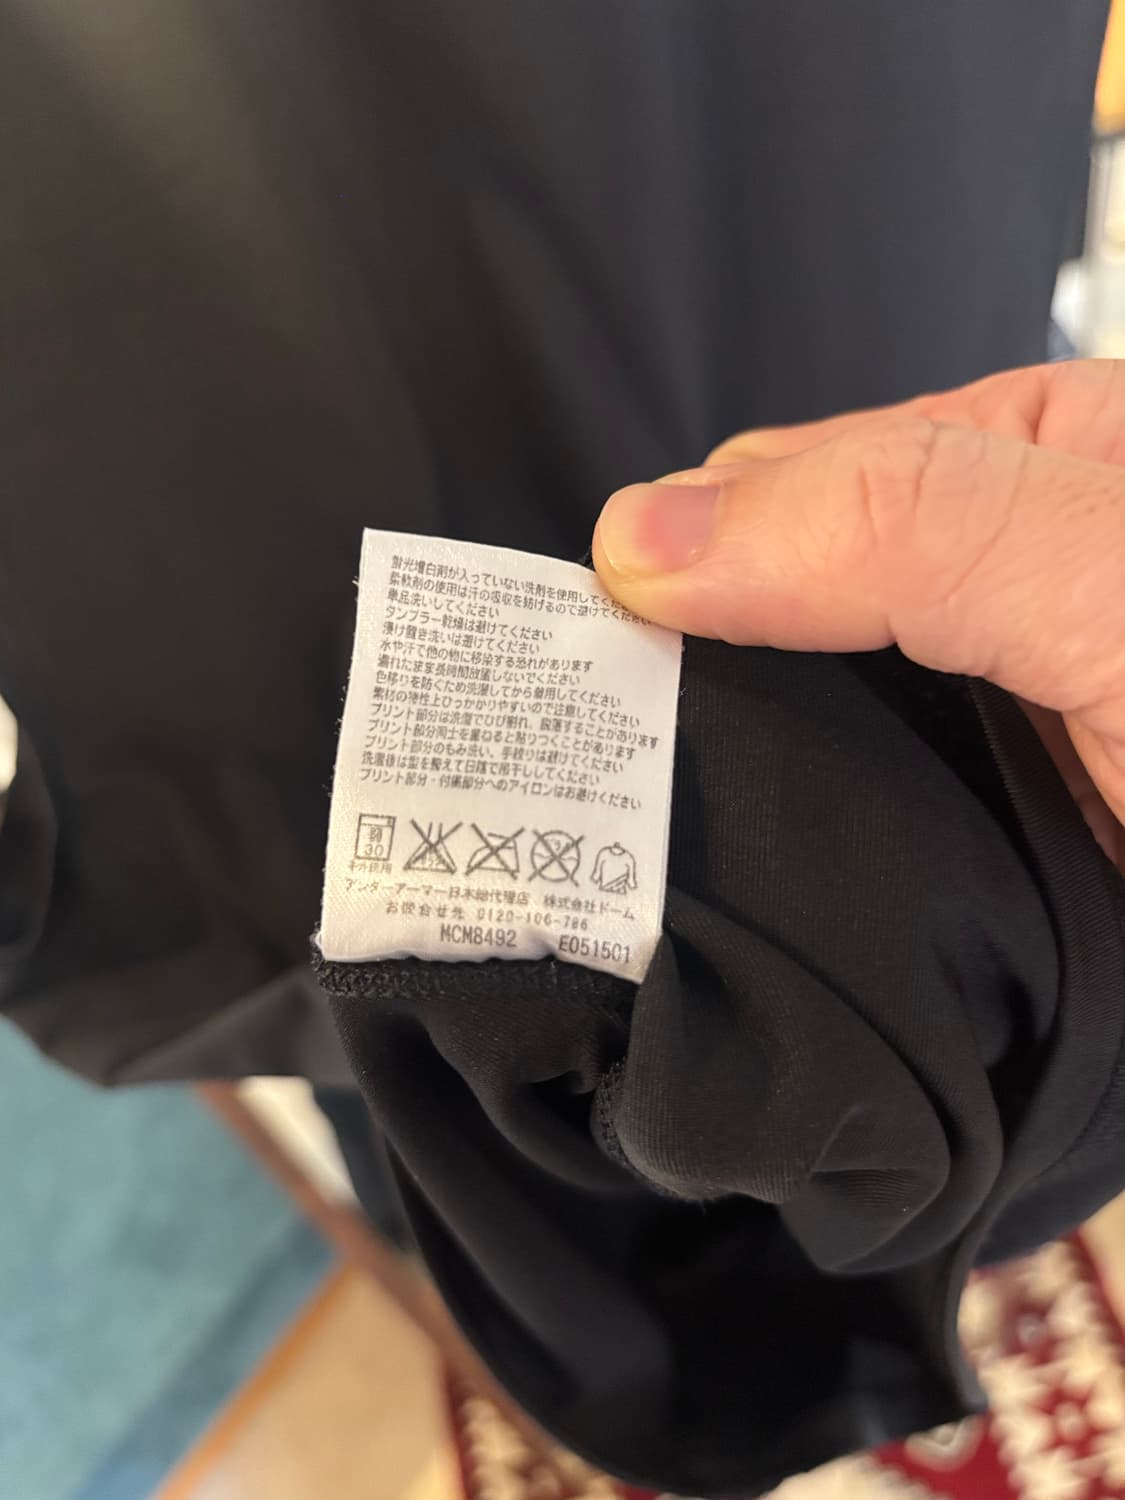 蛍光増白剤が入っていない洗剤を使用してくだ
柔軟剤の使用は汗の吸収を妨げるので避けてください
単品洗いしてください
タンブラー乾燥は避けてください
浸け置き洗いは避けてください
水や汗で他の物に移染する恐れがあります
濡れたまま長時間放置しないでください
色移りを防ぐため洗濯してから着用してください
素材の特性上ひっかかりやすいので注意してください
プリント部分は洗濯でひび割れ、脱落することがあります
プリント部分同士を重ねると貼りつくことがあります
プリント部分のもみ洗い、手絞りは避けてください
洗濯後は型を整えて日陰で吊干ししてください
プリント部分・付属部分へのアイロンはお避けください
弱 30
ネット使用
アンダーアーマー日本総代理店 株式会社ドーム
お問合せ先 0120-106-786
MCM8492 E051501